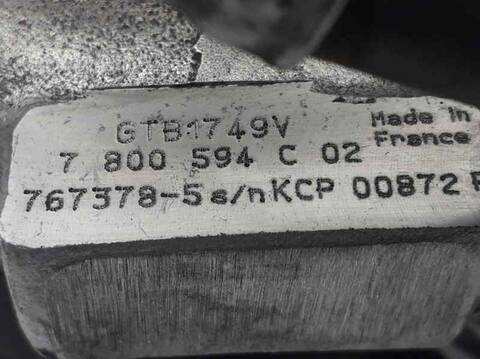 GTB1749V
Made in
France
7 800 594 C 02
767378-5 s/n KCP 00872